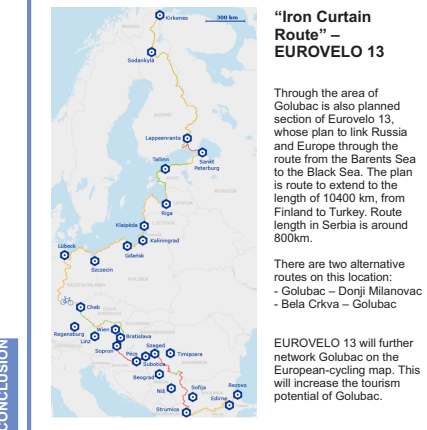 "Iron Curtain
Route" –
EUROVELO 13
Through the area of
Golubac is also planned
section of Eurovelo 13,
whose plan to link Russia
and Europe through the
route from the Barents Sea
to the Black Sea. The plan
is route to extend to the
length of 10400 km, from
Finland to Turkey. Route
length in Serbia is around
800km.
There are two alternative
routes on this location:
- Golubac – Donji Milanovac
- Bela Crkva – Golubac
EUROVELO 13 will further
network Golubac on the
European-cycling map. This
will increase the tourism
potential of Golubac.
300 km
Kirkenes
Sodankylä
Lappeenranta
Tallinn
Sankt
Peterburg
Riga
Klaipėda
Kaliningrad
Lübeck
Gdańsk
Szczecin
Cheb
Regensburg
Wien
Linz
Bratislava
Sopron
Pécs
Szeged
Subotica
Timişoara
Beograd
Niš
Sofija
Rezovo
Edirne
Strumica
CONCLUSION